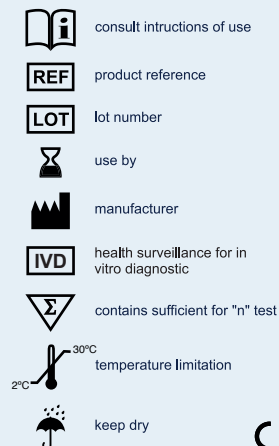 i consult intructions of use
REF product reference
LOT lot number
use by
manufacturer
IVD health surveillance for in
vitro diagnostic
Σ contains sufficient for "n" test
30ºC
temperature limitation
2ºC
keep dry